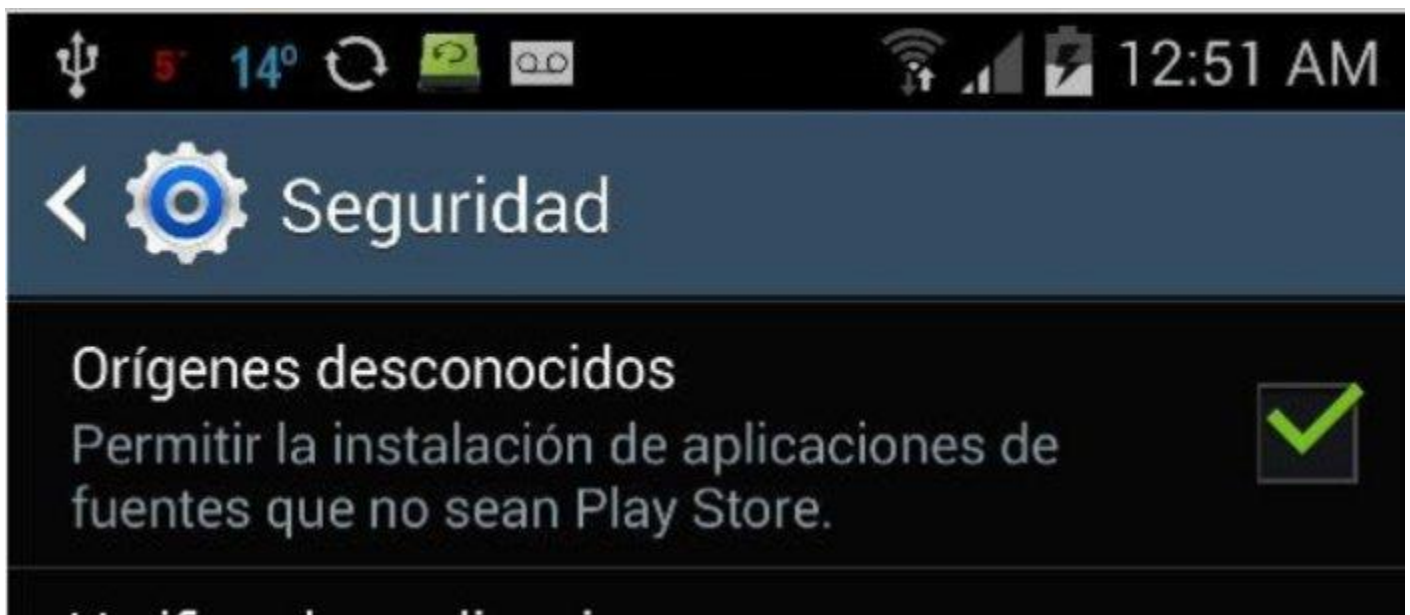 5° 14° 12:51 AM
Seguridad
Orígenes desconocidos
Permitir la instalación de aplicaciones de
fuentes que no sean Play Store.